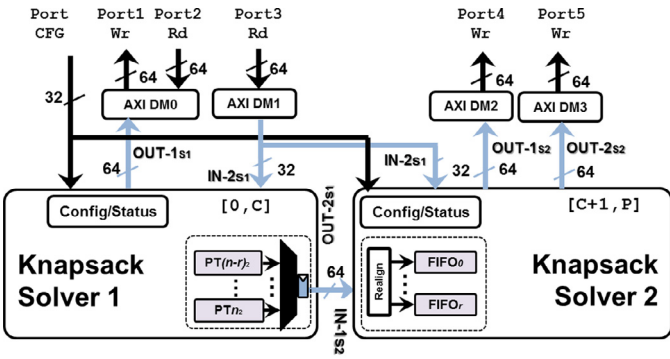 Port Port1 Port2 Port3 Port4 Port5
CFG Wr Rd Rd Wr Wr
64 64 64 64 64
32
AXI DM0 AXI DM1 AXI DM2 AXI DM3
OUT-1S1 IN-2S1 OUT-1S2 OUT-2S2
64 IN-2S1 32 32 64 64
Config/Status [0,C] OUT-2S1 Config/Status [C+1,P]
Knapsack
Solver 1
PT(n-r)2
PTn2
64
IN-1S2
Realign
FIFO0
FIFOr
Knapsack
Solver 2